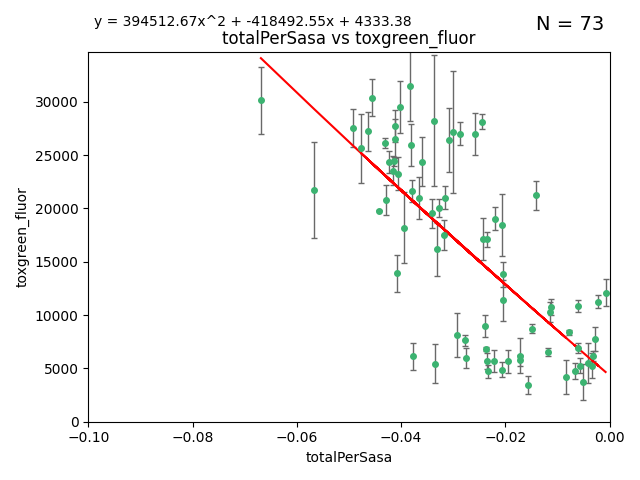 y = 394512.67x^2 + -418492.55x + 4333.38
N = 73
totalPerSasa vs toxgreen_fluor
30000
25000
20000
15000
10000
5000
0
toxgreen_fluor
−0.10
−0.08
−0.06
−0.04
−0.02
0.00
totalPerSasa